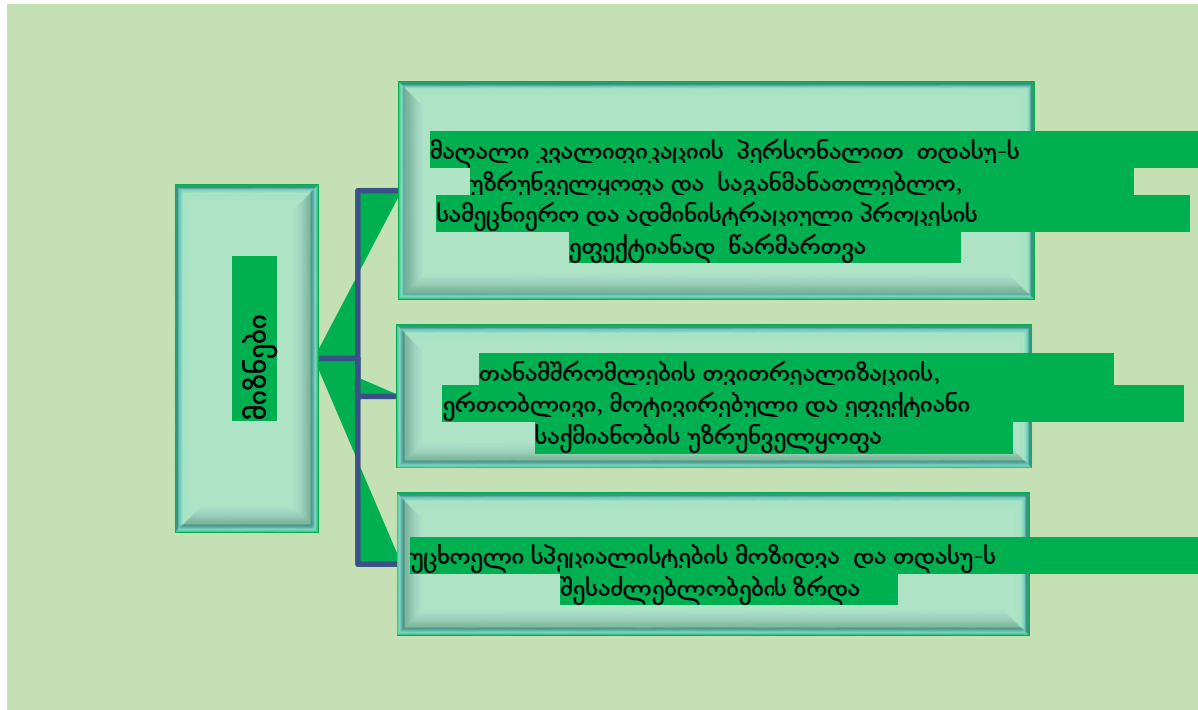 მიზნები
მაღალი კვალიფიკაციის პერსონალით თდასუ-ს
უზრუნველყოფა და საგანმანათლებლო,
სამეცნიერო და ადმინისტრაციული პროცესის
ეფექტიანად წარმართვა
თანამშრომლების თვითრეალიზაციის,
ერთობლივი, მოტივირებული და ეფექტიანი
საქმიანობის უზრუნველყოფა
უცხოელი სპეციალისტების მოზიდვა და თდასუ-ს
შესაძლებლობების ზრდა